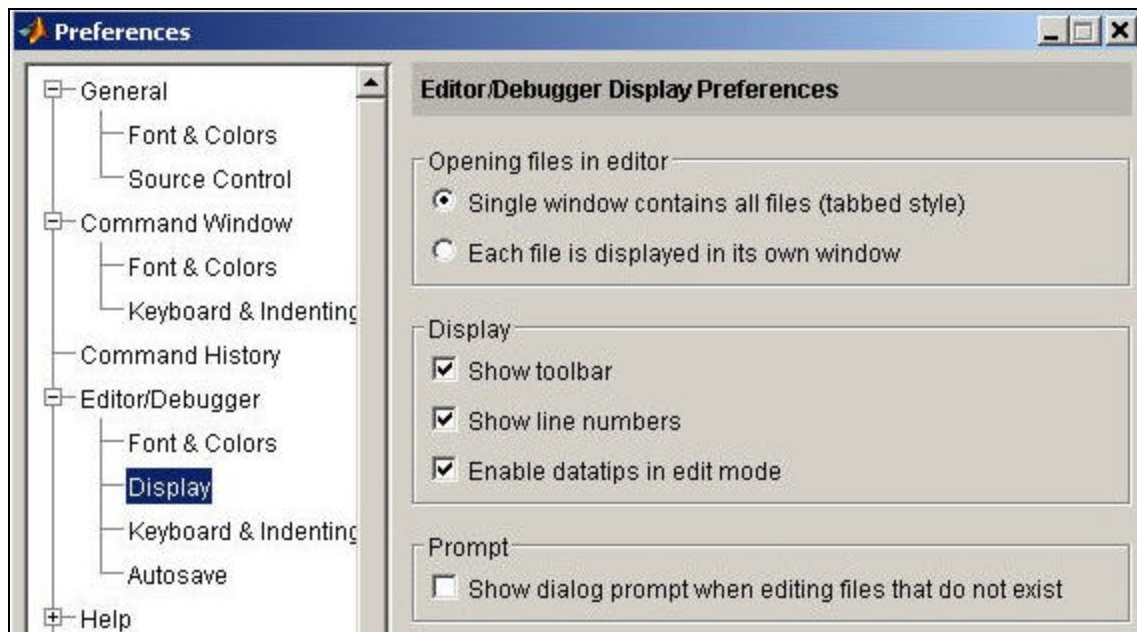 Preferences
General
Font & Colors
Source Control
Command Window
Font & Colors
Keyboard & Indenting
Command History
Editor/Debugger
Font & Colors
Display
Keyboard & Indenting
Autosave
Help
Editor/Debugger Display Preferences
Opening files in editor
Single window contains all files (tabbed style)
Each file is displayed in its own window
Display
Show toolbar
Show line numbers
Enable datatips in edit mode
Prompt
Show dialog prompt when editing files that do not exist